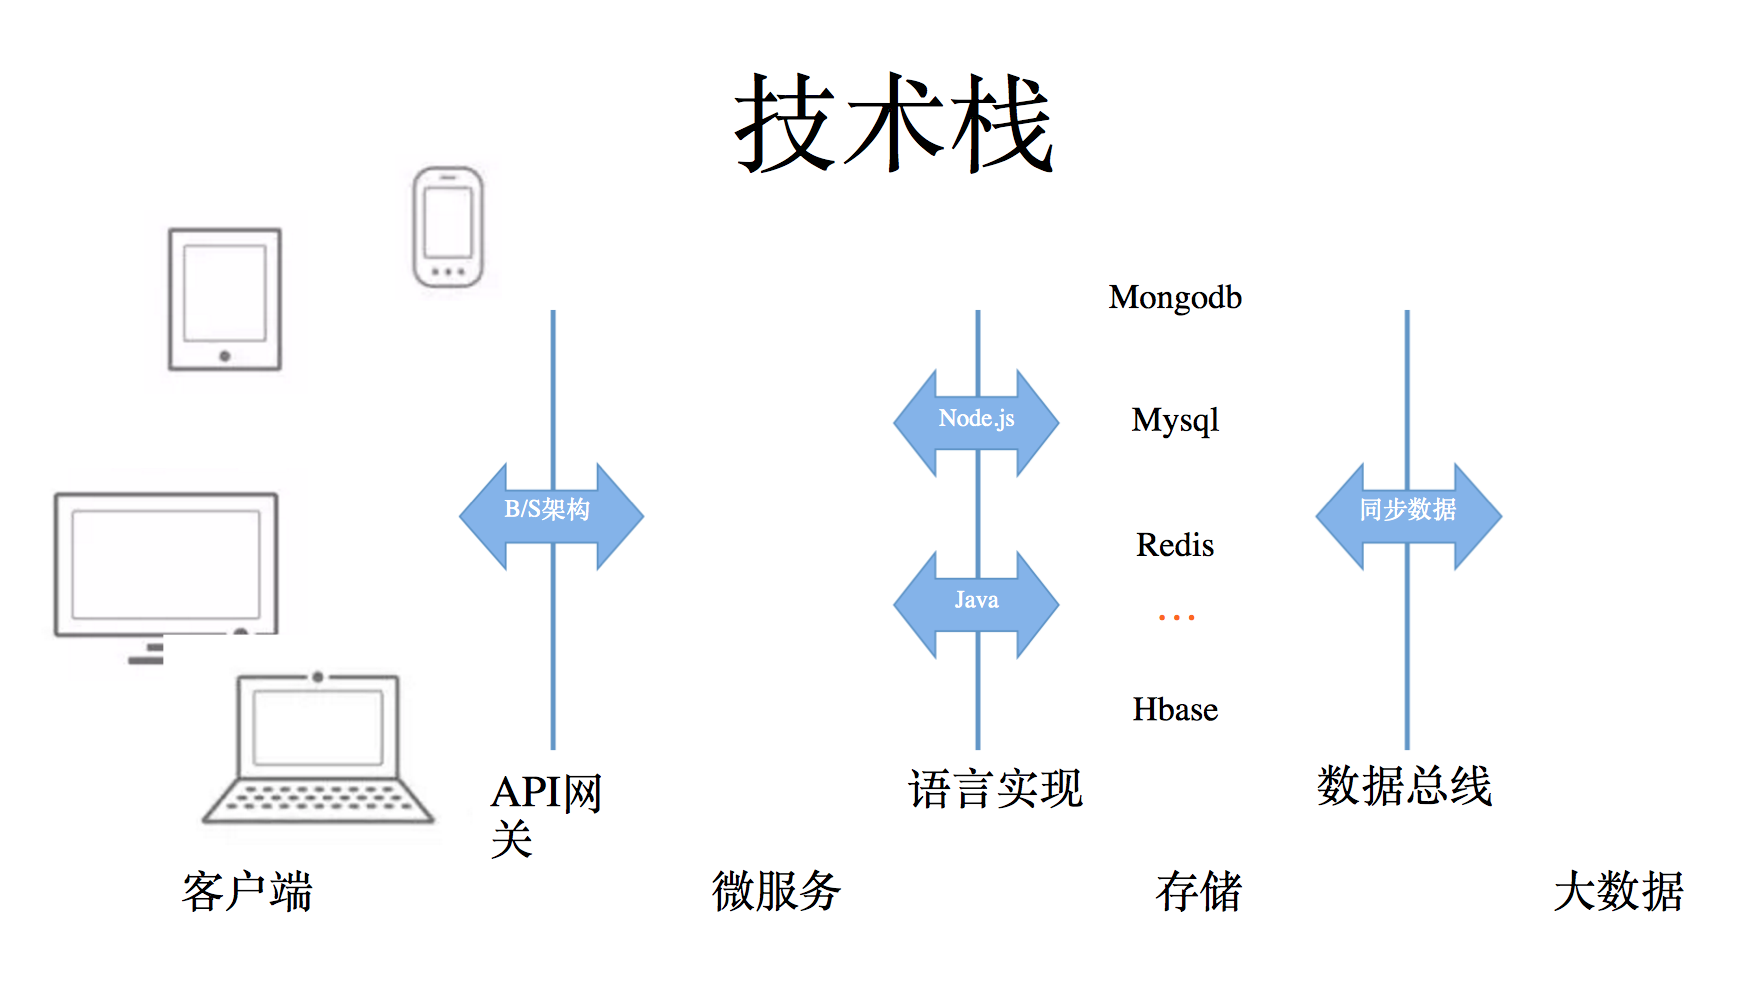 技术栈
Mongodb
Node.js
Mysql
B/S架构
同步数据
Redis
Java
...
Hbase
API网
关
语言实现
数据总线
客户端
微服务
存储
大数据